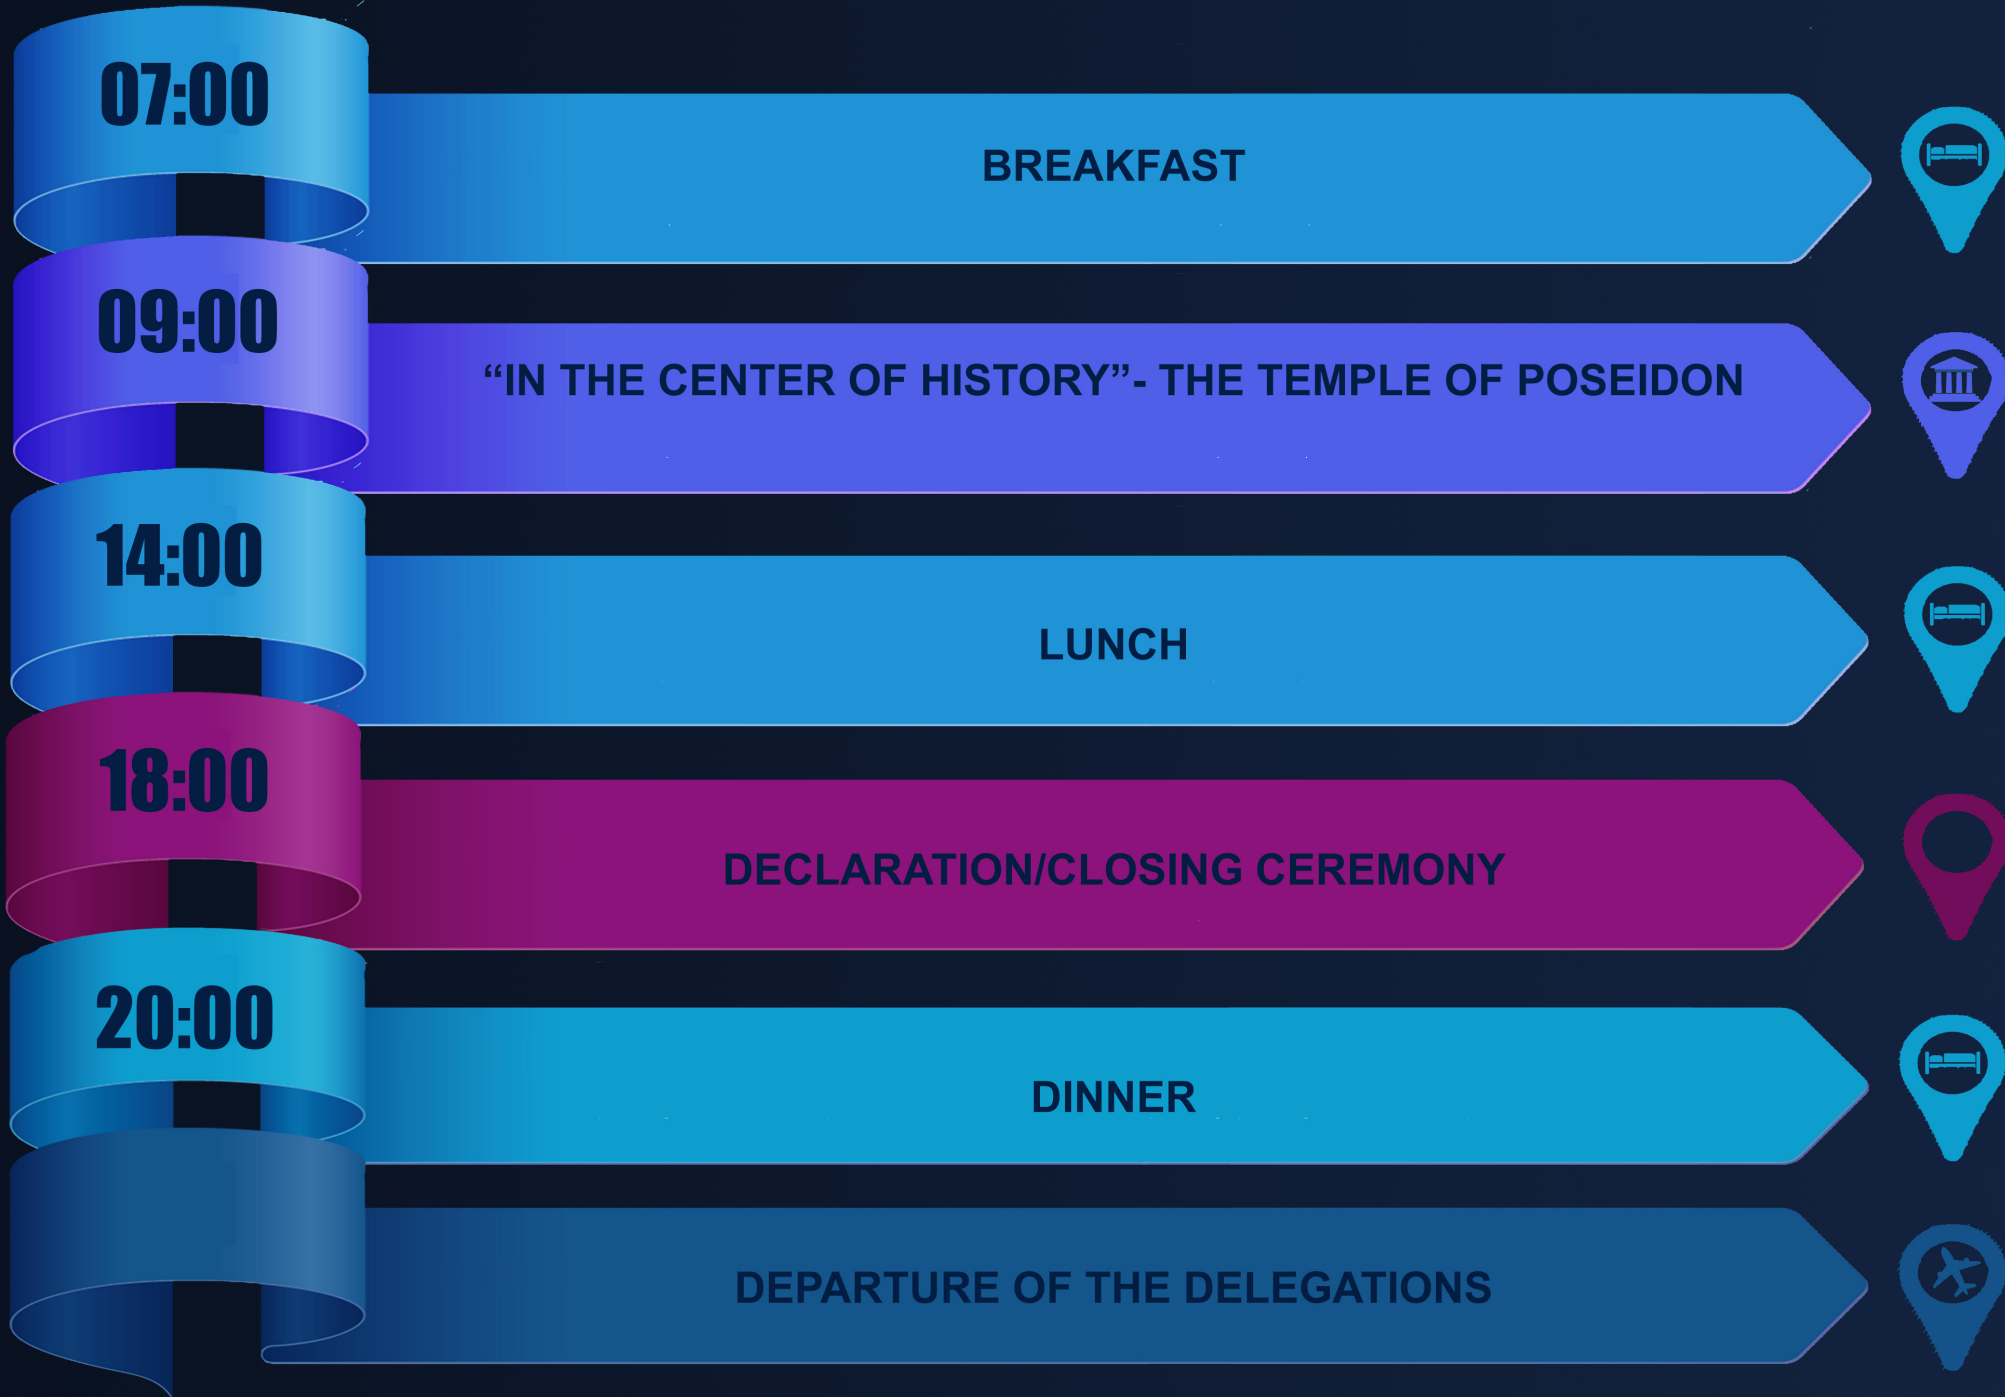 07:00
BREAKFAST
09:00
“IN THE CENTER OF HISTORY”- THE TEMPLE OF POSEIDON
14:00
LUNCH
18:00
DECLARATION/CLOSING CEREMONY
20:00
DINNER
DEPARTURE OF THE DELEGATIONS